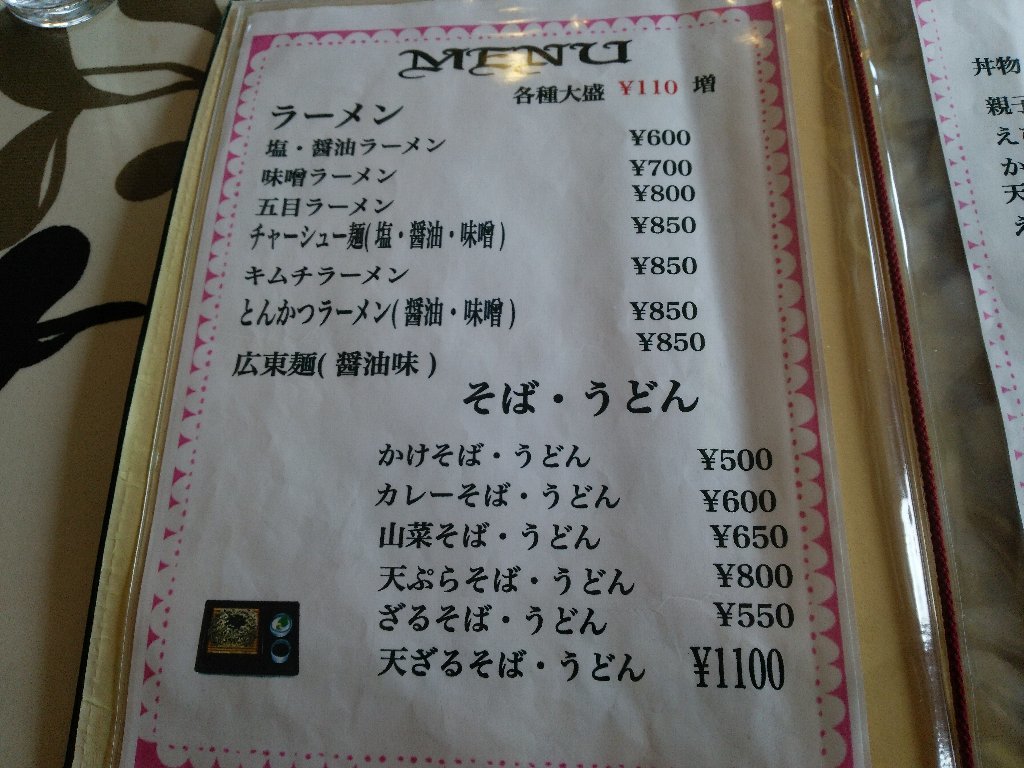 MENU
各種大盛 ¥110 増
ラーメン
塩・醤油ラーメン ¥600
味噌ラーメン ¥700
五目ラーメン ¥800
チャーシュー麺(塩・醤油・味噌) ¥850
キムチラーメン ¥850
とんかつラーメン(醤油・味噌) ¥850
広東麺(醤油味) ¥850
そば・うどん
かけそば・うどん ¥500
カレーそば・うどん ¥600
山菜そば・うどん ¥650
天ぷらそば・うどん ¥800
ざるそば・うどん ¥550
天ざるそば・うどん ¥1100
丼物
親子
え
か
天
え